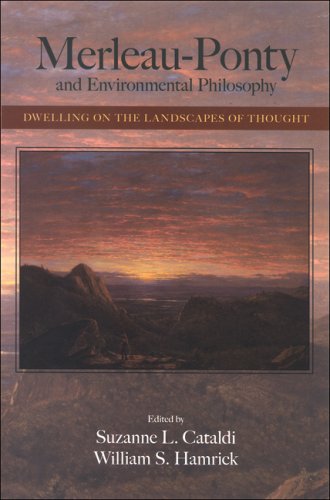 Merleau-Ponty
and Environmental Philosophy
DWELLING ON THE LANDSCAPES OF THOUGHT
Edited by
Suzanne L. Cataldi
William S. Hamrick